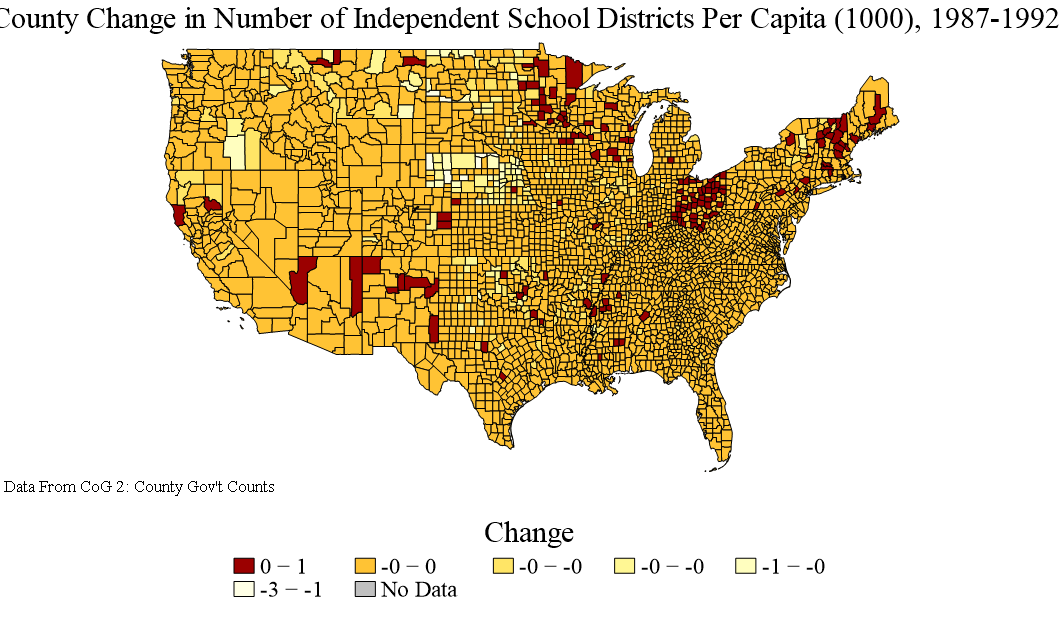 County Change in Number of Independent School Districts Per Capita (1000), 1987-1992
Data From CoG 2: County Gov't Counts
Change
0 − 1 -0 − 0 -0 − -0 -0 − -0 -1 − -0
-3 − -1 No Data